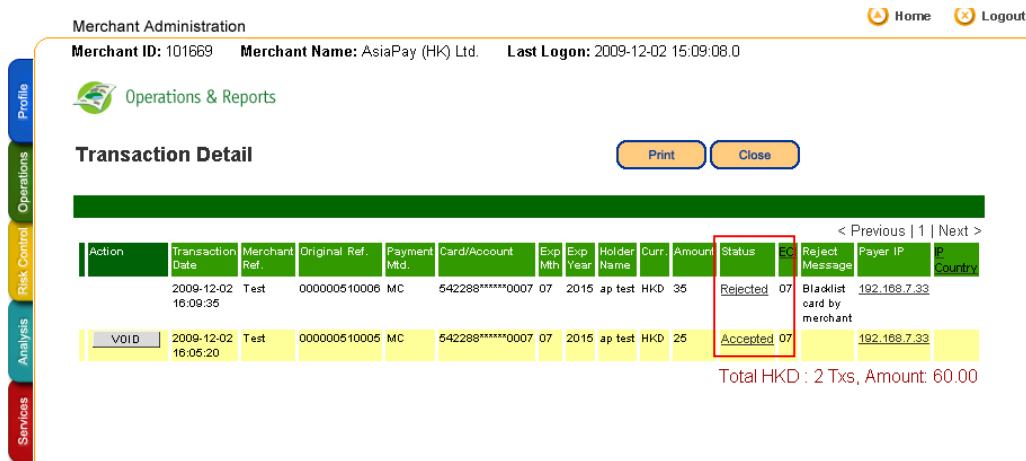 Home Logout
Merchant Administration
Merchant ID: 101669 Merchant Name: AsiaPay (HK) Ltd. Last Logon: 2009-12-02 15:09:08.0
Profile
Operations
Risk Control
Analysis
Services
Operations & Reports
Transaction Detail
Print Close
< Previous | 1 | Next >
Action Transaction Date Merchant Ref. Original Ref. Payment Mtd. Card/Account Exp Mth Exp Year Holder Name Curr. Amount Status EC Reject Message Payer IP IP Country
2009-12-02 16:09:35 Test 000000510006 MC 542288******0007 07 2015 ap test HKD 35 Rejected 07 Blacklist card by merchant 192.168.7.33
VOID 2009-12-02 16:05:20 Test 000000510005 MC 542288******0007 07 2015 ap test HKD 25 Accepted 07 192.168.7.33
Total HKD : 2 Txs, Amount: 60.00